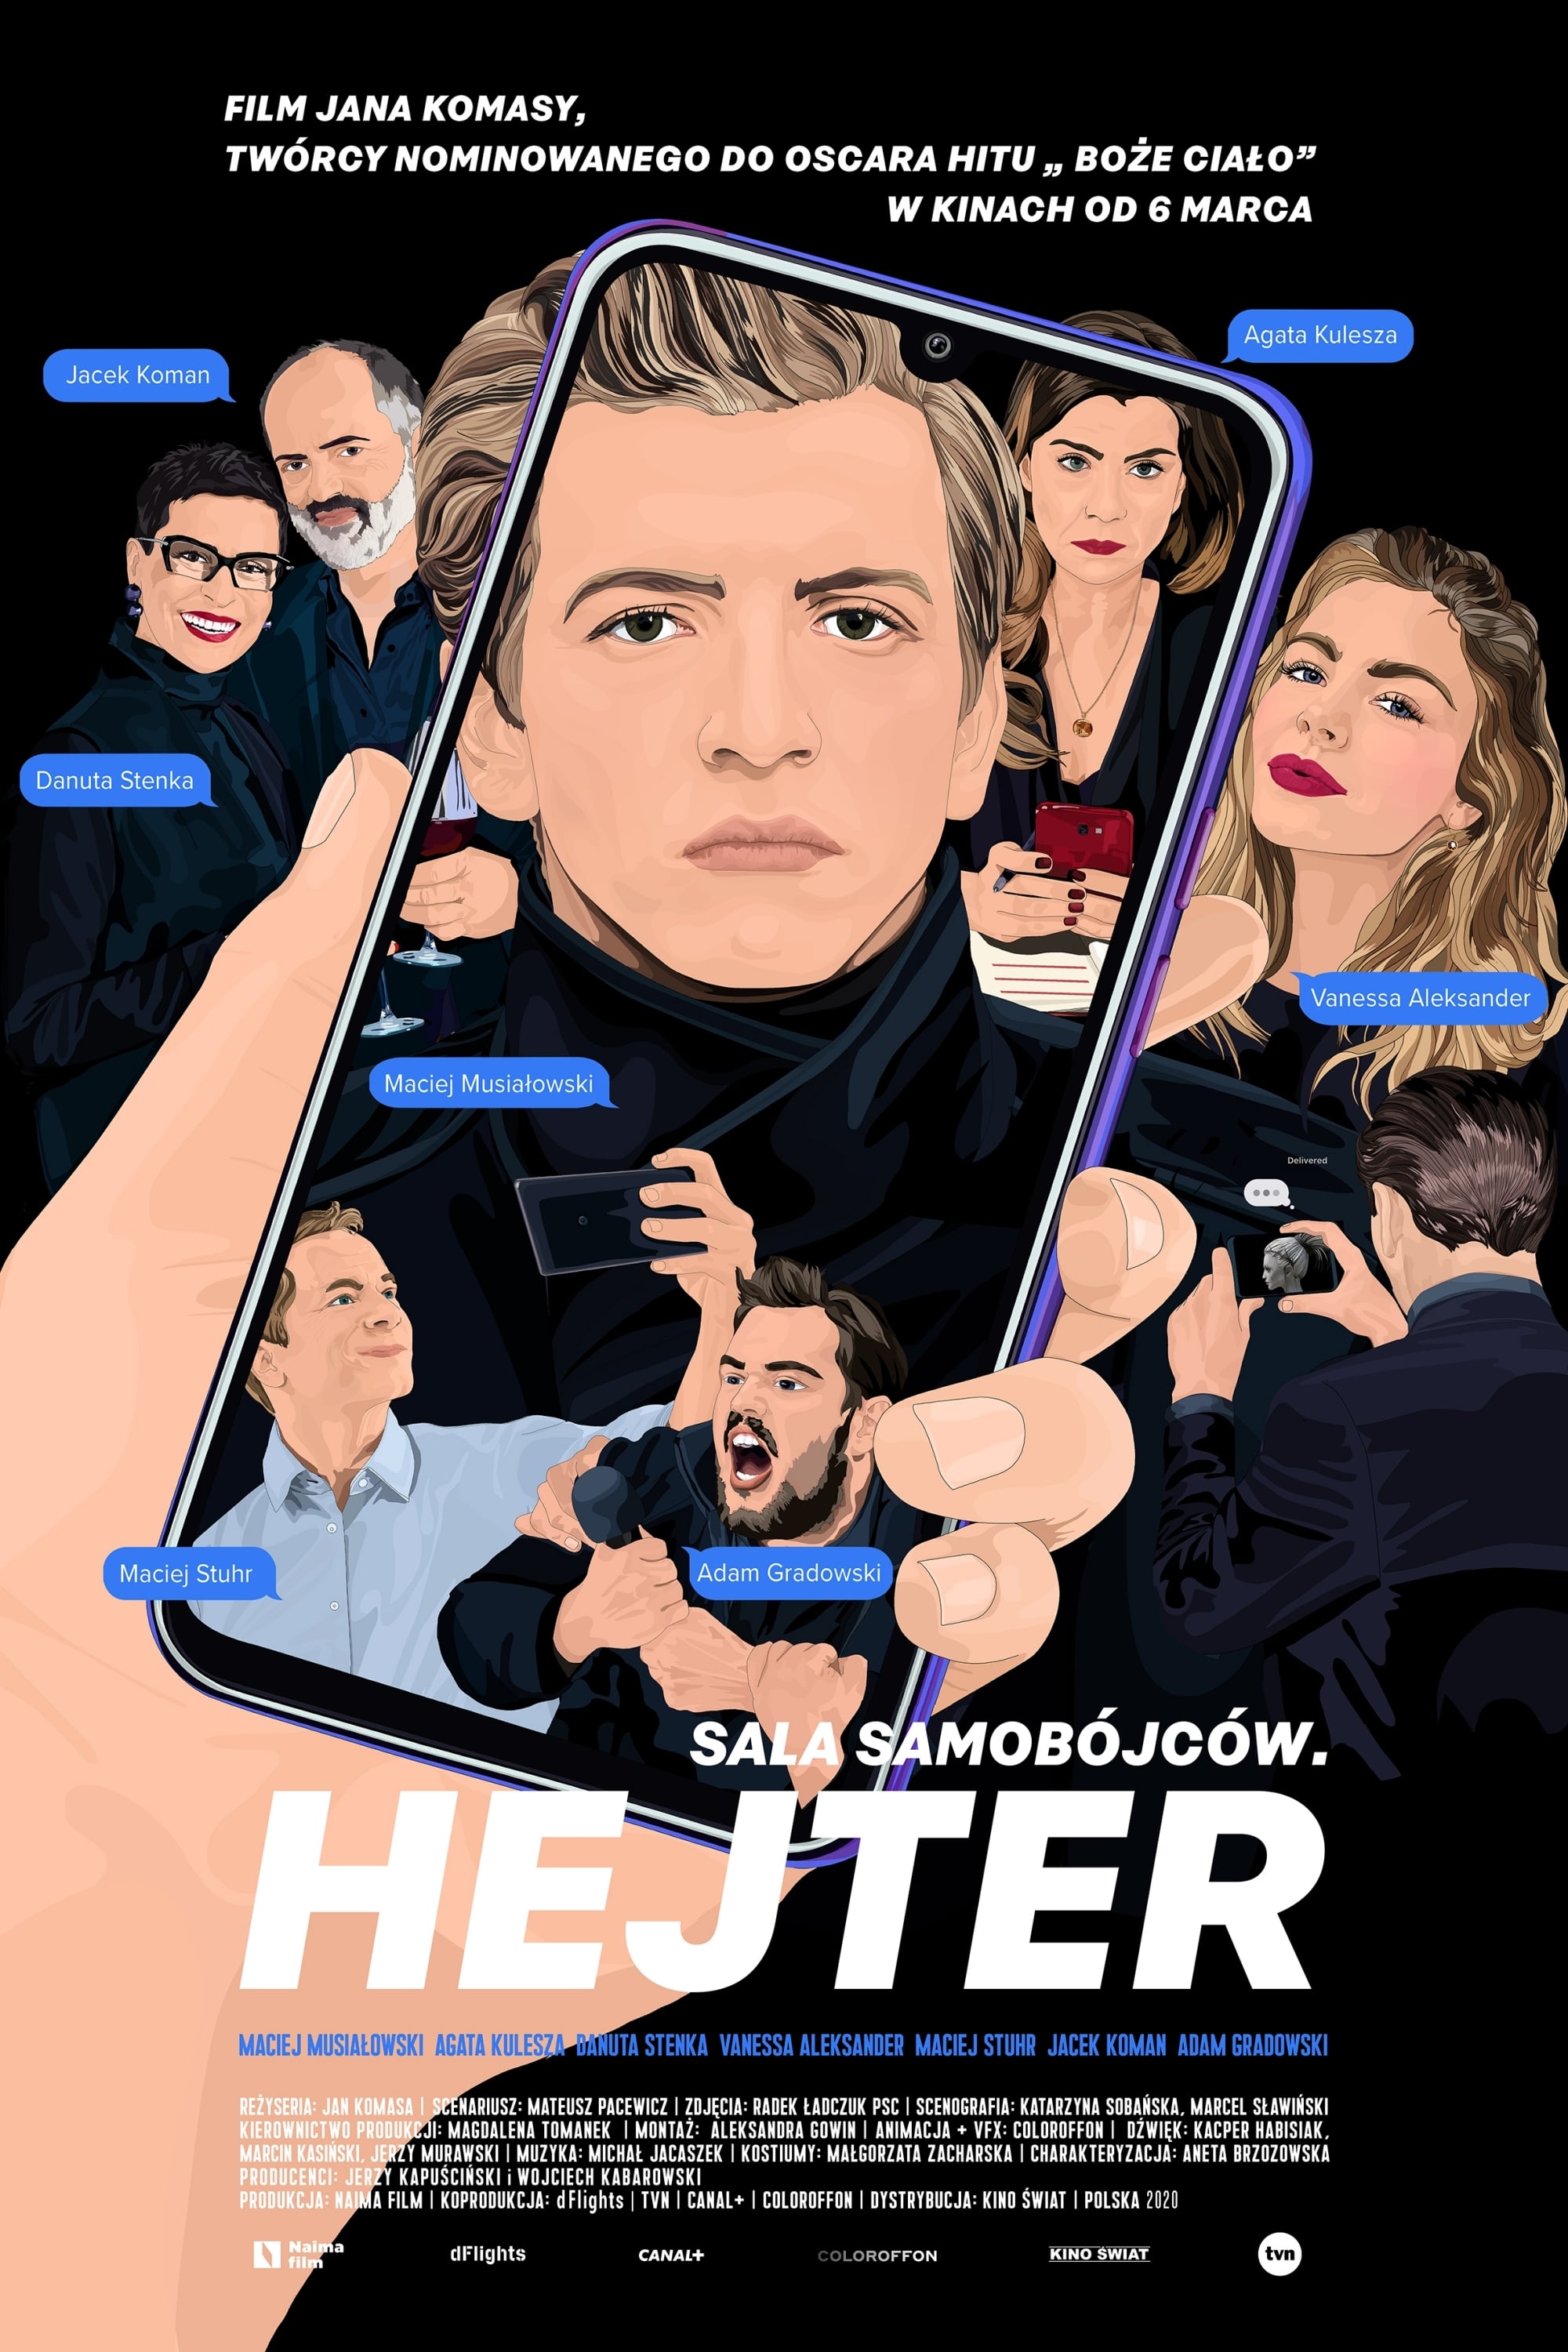 FILM JANA KOMASY,
TWÓRCY NOMINOWANEGO DO OSCARA HITU „ BOŻE CIAŁO”
W KINACH OD 6 MARCA
Agata Kulesza
Jacek Koman
Danuta Stenka
Vanessa Aleksander
Maciej Musiałowski
Delivered
Maciej Stuhr
Adam Gradowski
SALA SAMOBÓJCÓW.
HEJTER
MACIEJ MUSIAŁOWSKI AGATA KULESZA DANUTA STENKA VANESSA ALEKSANDER MACIEJ STUHR JACEK KOMAN ADAM GRADOWSKI
REŻYSERIA: JAN KOMASA | SCENARIUSZ: MATEUSZ PACEWICZ | ZDJĘCIA: RADEK ŁADCZUK PSC | SCENOGRAFIA: KATARZYNA SOBAŃSKA, MARCEL SŁAWIŃSKI
KIEROWNICTWO PRODUKCJI: MAGDALENA TOMANEK | MONTAŻ: ALEKSANDRA GOWIN | ANIMACJA + VFX: COLOROFFON | DŹWIĘK: KACPER HABISIAK,
MARCIN KASIŃSKI, JERZY MURAWSKI | MUZYKA: MICHAŁ JACASZEK | KOSTIUMY: MAŁGORZATA ZACHARSKA | CHARAKTERYZACJA: ANETA BRZOZOWSKA
PRODUCENCI: JERZY KAPUŚCIŃSKI i WOJCIECH KABAROWSKI
PRODUKCJA: NAIMA FILM | KOPRODUKCJA: dFlights | TVN | CANAL+ | COLOROFFON | DYSTRYBUCJA: KINO ŚWIAT | POLSKA 2020
Naima film
dFlights
CANAL+
COLOROFFON
KINO ŚWIAT
tvn